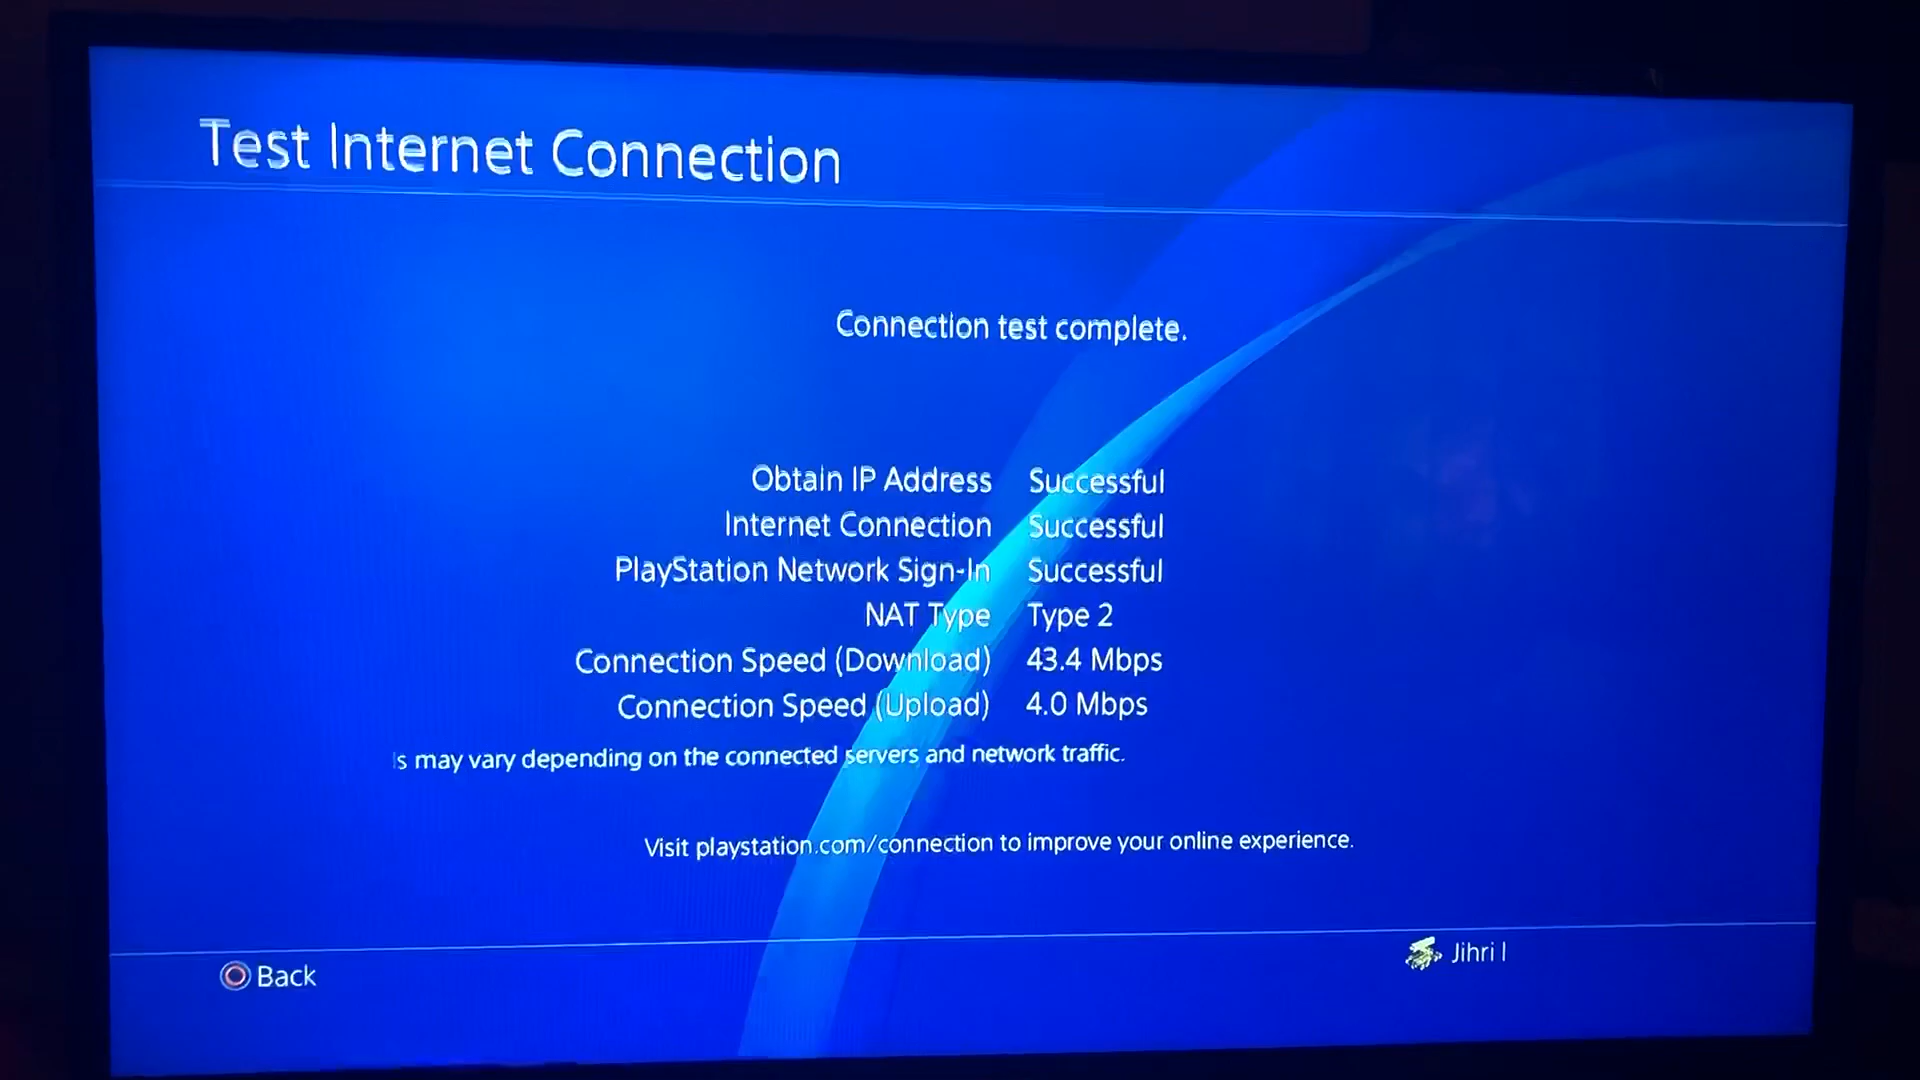 Test Internet Connection
Connection test complete.
Obtain IP Address Successful
Internet Connection Successful
PlayStation Network Sign-In Successful
NAT Type Type 2
Connection Speed (Download) 43.4 Mbps
Connection Speed (Upload) 4.0 Mbps
s may vary depending on the connected servers and network traffic.
Visit playstation.com/connection to improve your online experience.
Back
Jihri I